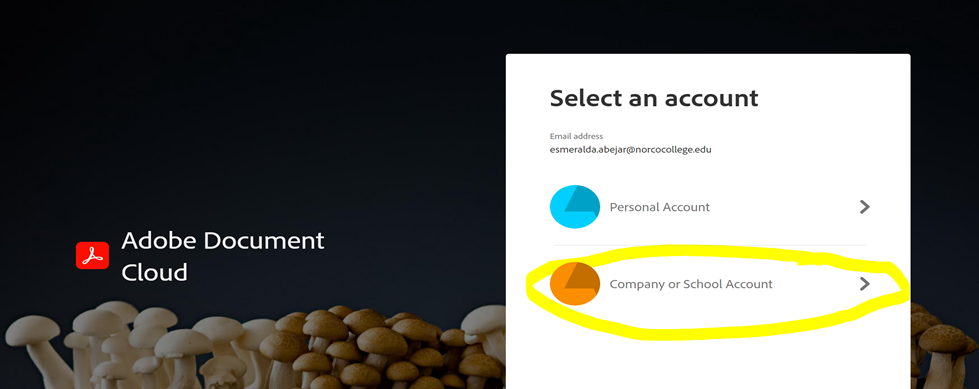 Adobe Document
Cloud
Select an account
Email address
esmeralda.abejar@norcocollege.edu
Personal Account
Company or School Account